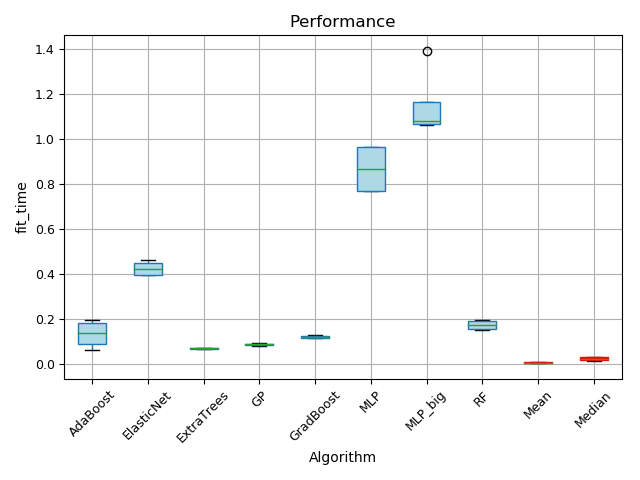 Performance
fit_time
1.4
1.2
1.0
0.8
0.6
0.4
0.2
0.0
AdaBoost
ElasticNet
ExtraTrees
GP
GradBoost
MLP
MLP_big
RF
Mean
Median
Algorithm